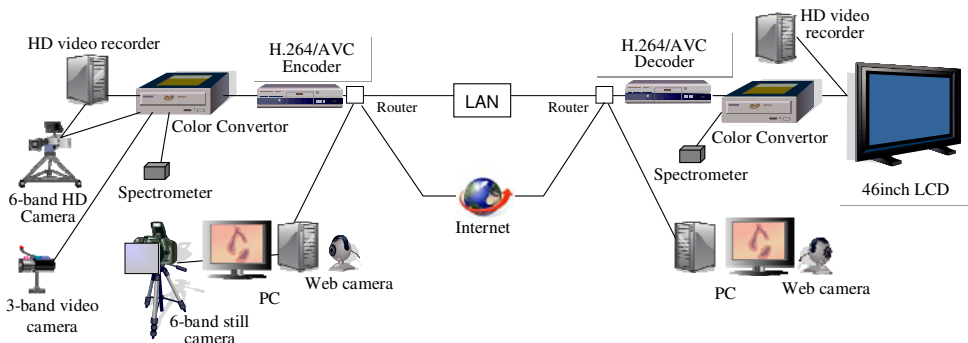 HD video recorder
H.264/AVC
Encoder
Color Convertor
Router
LAN
Router
H.264/AVC
Decoder
HD video
recorder
Color Convertor
6-band HD
Camera
Spectrometer
Spectrometer
46inch LCD
Internet
3-band video
camera
6-band still
camera
PC
Web camera
PC
Web camera